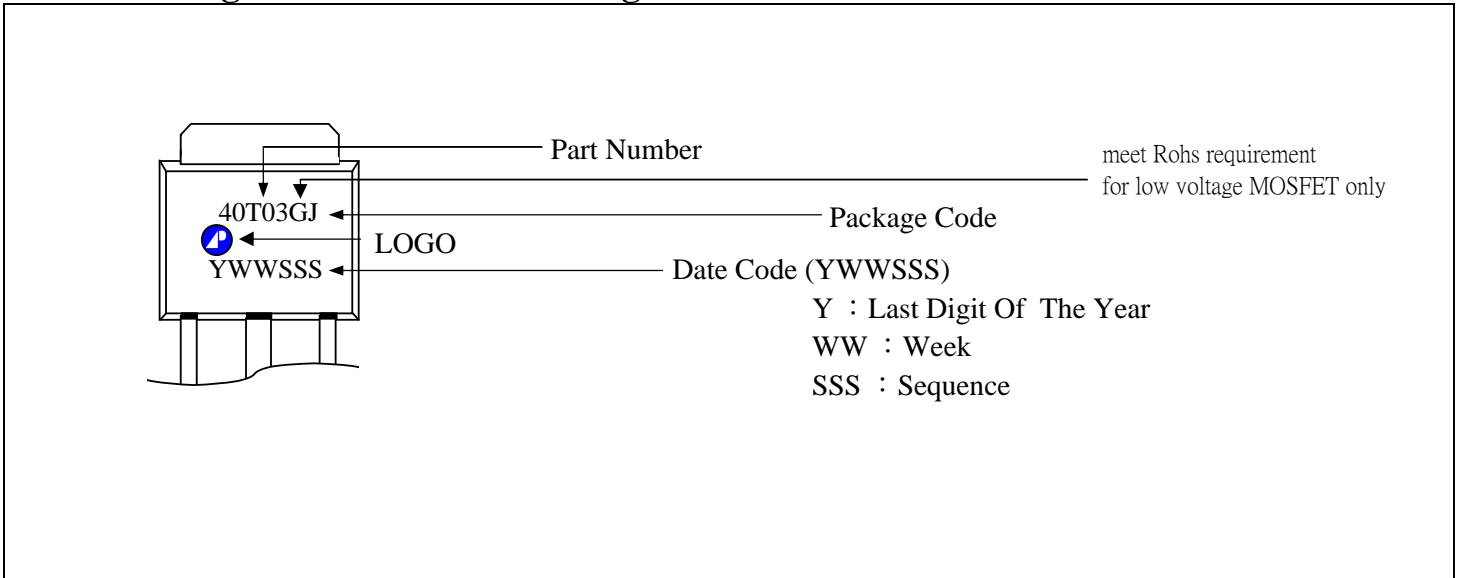 Part Number
meet Rohs requirement
for low voltage MOSFET only
40T03GJ
Package Code
LOGO
YWWSSS
Date Code (YWWSSS)
Y ：Last Digit Of The Year
WW ：Week
SSS ：Sequence